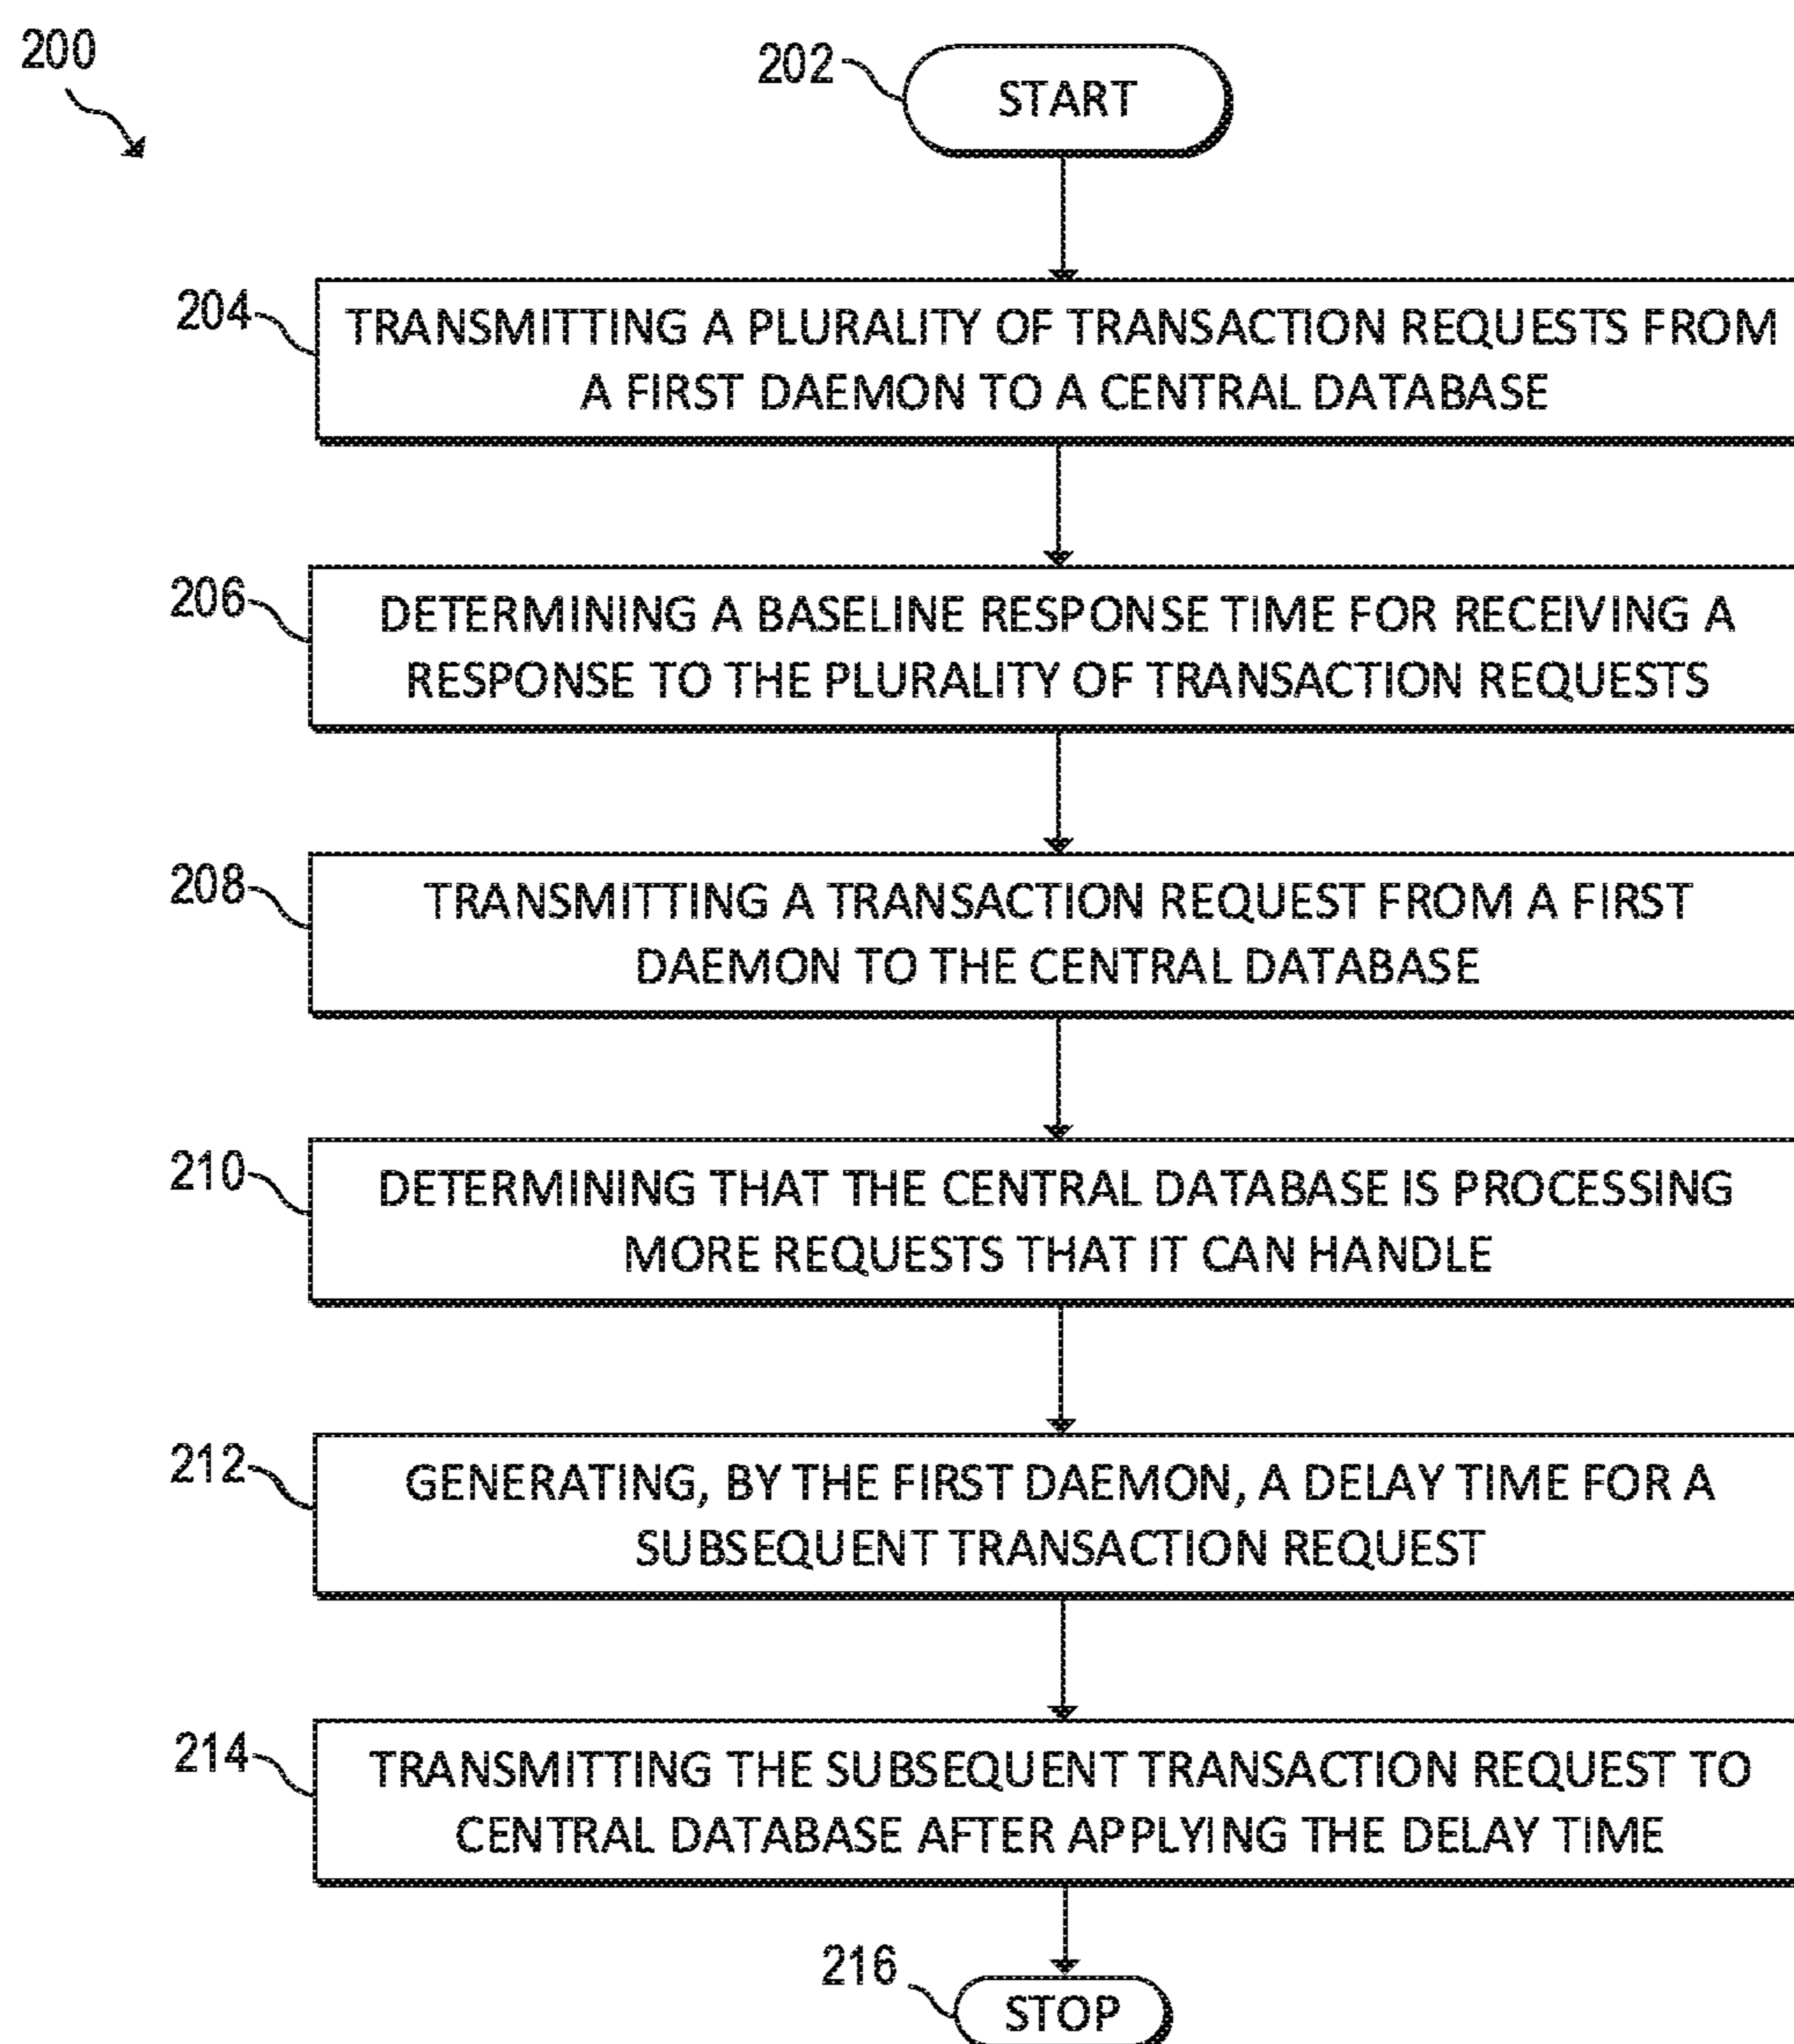 200
202
START
204
TRANSMITTING A PLURALITY OF TRANSACTION REQUESTS FROM
A FIRST DAEMON TO A CENTRAL DATABASE
206
DETERMINING A BASELINE RESPONSE TIME FOR RECEIVING A
RESPONSE TO THE PLURALITY OF TRANSACTION REQUESTS
208
TRANSMITTING A TRANSACTION REQUEST FROM A FIRST
DAEMON TO THE CENTRAL DATABASE
210
DETERMINING THAT THE CENTRAL DATABASE IS PROCESSING
MORE REQUESTS THAT IT CAN HANDLE
212
GENERATING, BY THE FIRST DAEMON, A DELAY TIME FOR A
SUBSEQUENT TRANSACTION REQUEST
214
TRANSMITTING THE SUBSEQUENT TRANSACTION REQUEST TO
CENTRAL DATABASE AFTER APPLYING THE DELAY TIME
216
STOP